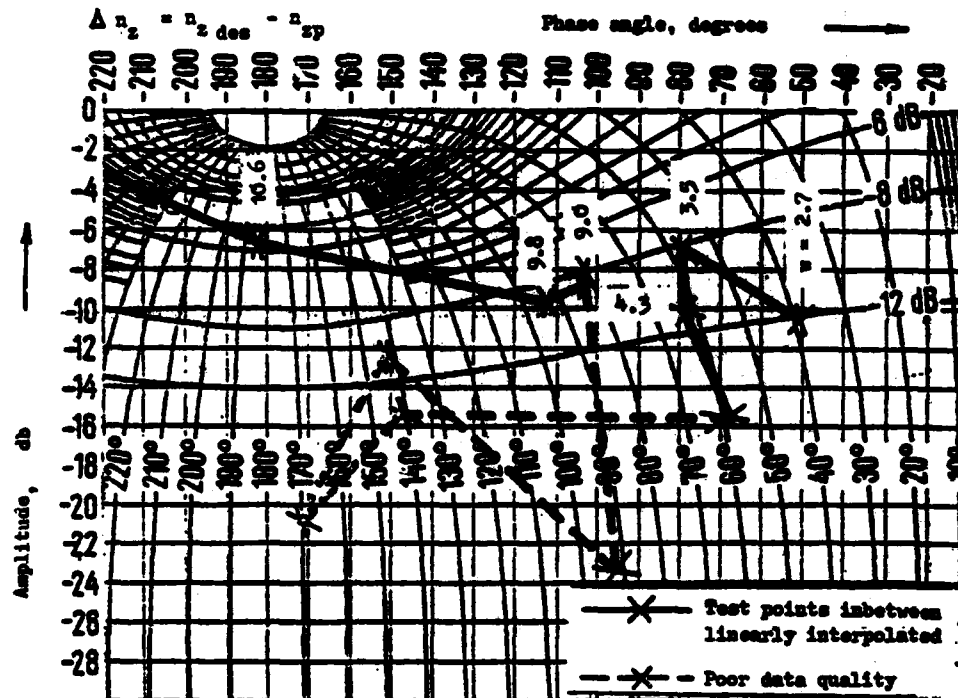 Δ n_z = n_z des - n_zp
Phase angle, degrees
-220 -210 -200 -190 -180 -170 -160 -150 -140 -130 -120 -110 -100 -90 -80 -70 -60 -50 -40 -30 -20
0
-2
-4
-6
-8
-10
-12
-14
-16
-18
-20
-22
-24
-26
-28
Amplitude, db
6 dB
8 dB
12 dB
10.6
9.8
9.0
4.3
3.5
w = 2.7
220° 210° 200° 190° 180° 170° 160° 150° 140° 130° 120° 110° 100° 90° 80° 70° 60° 50° 40° 30° 20°
Test points inbetween
linearly interpolated
Poor data quality